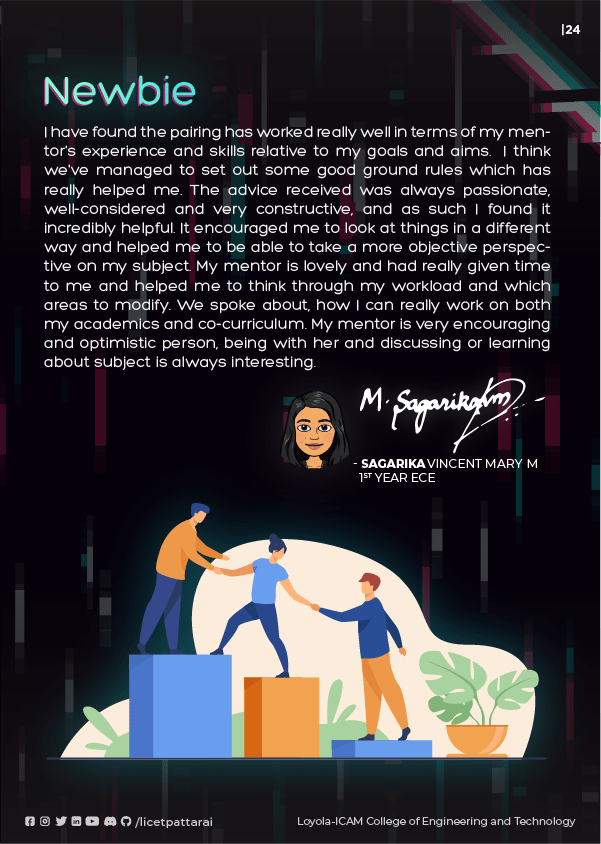 |24
Newbie
I have found the pairing has worked really well in terms of my men-
tor's experience and skills relative to my goals and aims. I think
we've managed to set out some good ground rules which has
really helped me. The advice received was always passionate,
well-considered and very constructive, and as such I found it
incredibly helpful. It encouraged me to look at things in a different
way and helped me to be able to take a more objective perspec-
tive on my subject. My mentor is lovely and had really given time
to me and helped me to think through my workload and which
areas to modify. We spoke about, how I can really work on both
my academics and co-curriculum. My mentor is very encouraging
and optimistic person, being with her and discussing or learning
about subject is always interesting.
M. Sagarika
- SAGARIKA VINCENT MARY M
1ST YEAR ECE
/licetpattarai
Loyola-ICAM College of Engineering and Technology